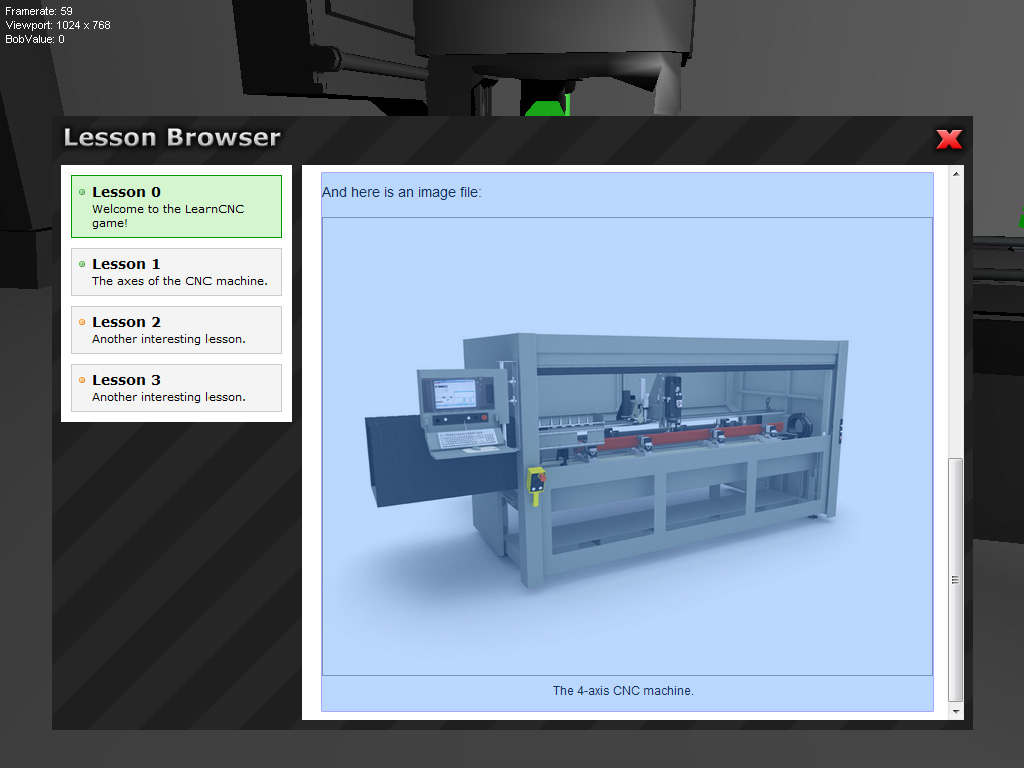 Framerate: 59
Viewport: 1024 x 768
BobValue: 0
Lesson Browser
Lesson 0
Welcome to the LearnCNC
game!
Lesson 1
The axes of the CNC machine.
Lesson 2
Another interesting lesson.
Lesson 3
Another interesting lesson.
And here is an image file:
The 4-axis CNC machine.